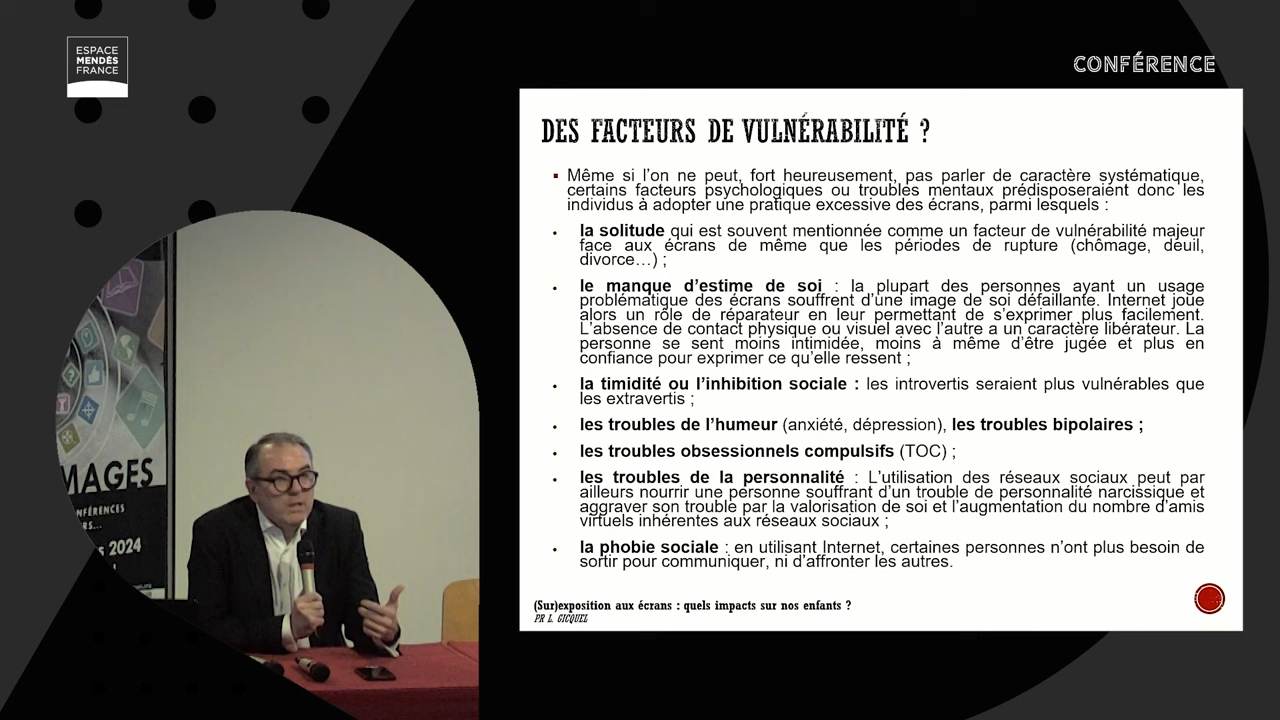 ESPACE
MENDÈS
FRANCE
CONFÉRENCE
DES FACTEURS DE VULNÉRABILITÉ ?
Même si l'on ne peut, fort heureusement, pas parler de caractère systématique,
certains facteurs psychologiques ou troubles mentaux prédisposeraient donc les
individus à adopter une pratique excessive des écrans, parmi lesquels :
la solitude qui est souvent mentionnée comme un facteur de vulnérabilité majeur
face aux écrans de même que les périodes de rupture (chômage, deuil,
divorce…) ;
le manque d'estime de soi : la plupart des personnes ayant un usage
problématique des écrans souffrent d'une image de soi défaillante. Internet joue
alors un rôle de réparateur en leur permettant de s'exprimer plus facilement.
L'absence de contact physique ou visuel avec l'autre a un caractère libérateur. La
personne se sent moins intimidée, moins à même d'être jugée et plus en
confiance pour exprimer ce qu'elle ressent ;
la timidité ou l'inhibition sociale : les introvertis seraient plus vulnérables que
les extravertis ;
les troubles de l'humeur (anxiété, dépression), les troubles bipolaires ;
les troubles obsessionnels compulsifs (TOC) ;
les troubles de la personnalité : L'utilisation des réseaux sociaux peut par
ailleurs nourrir une personne souffrant d'un trouble de personnalité narcissique et
aggraver son trouble par la valorisation de soi et l'augmentation du nombre d'amis
virtuels inhérentes aux réseaux sociaux ;
la phobie sociale : en utilisant Internet, certaines personnes n'ont plus besoin de
sortir pour communiquer, ni d'affronter les autres.
(Sur)exposition aux écrans : quels impacts sur nos enfants ?
PR L. GICQUEL
MAGES
NFÉRENCES
RS...
s 2024